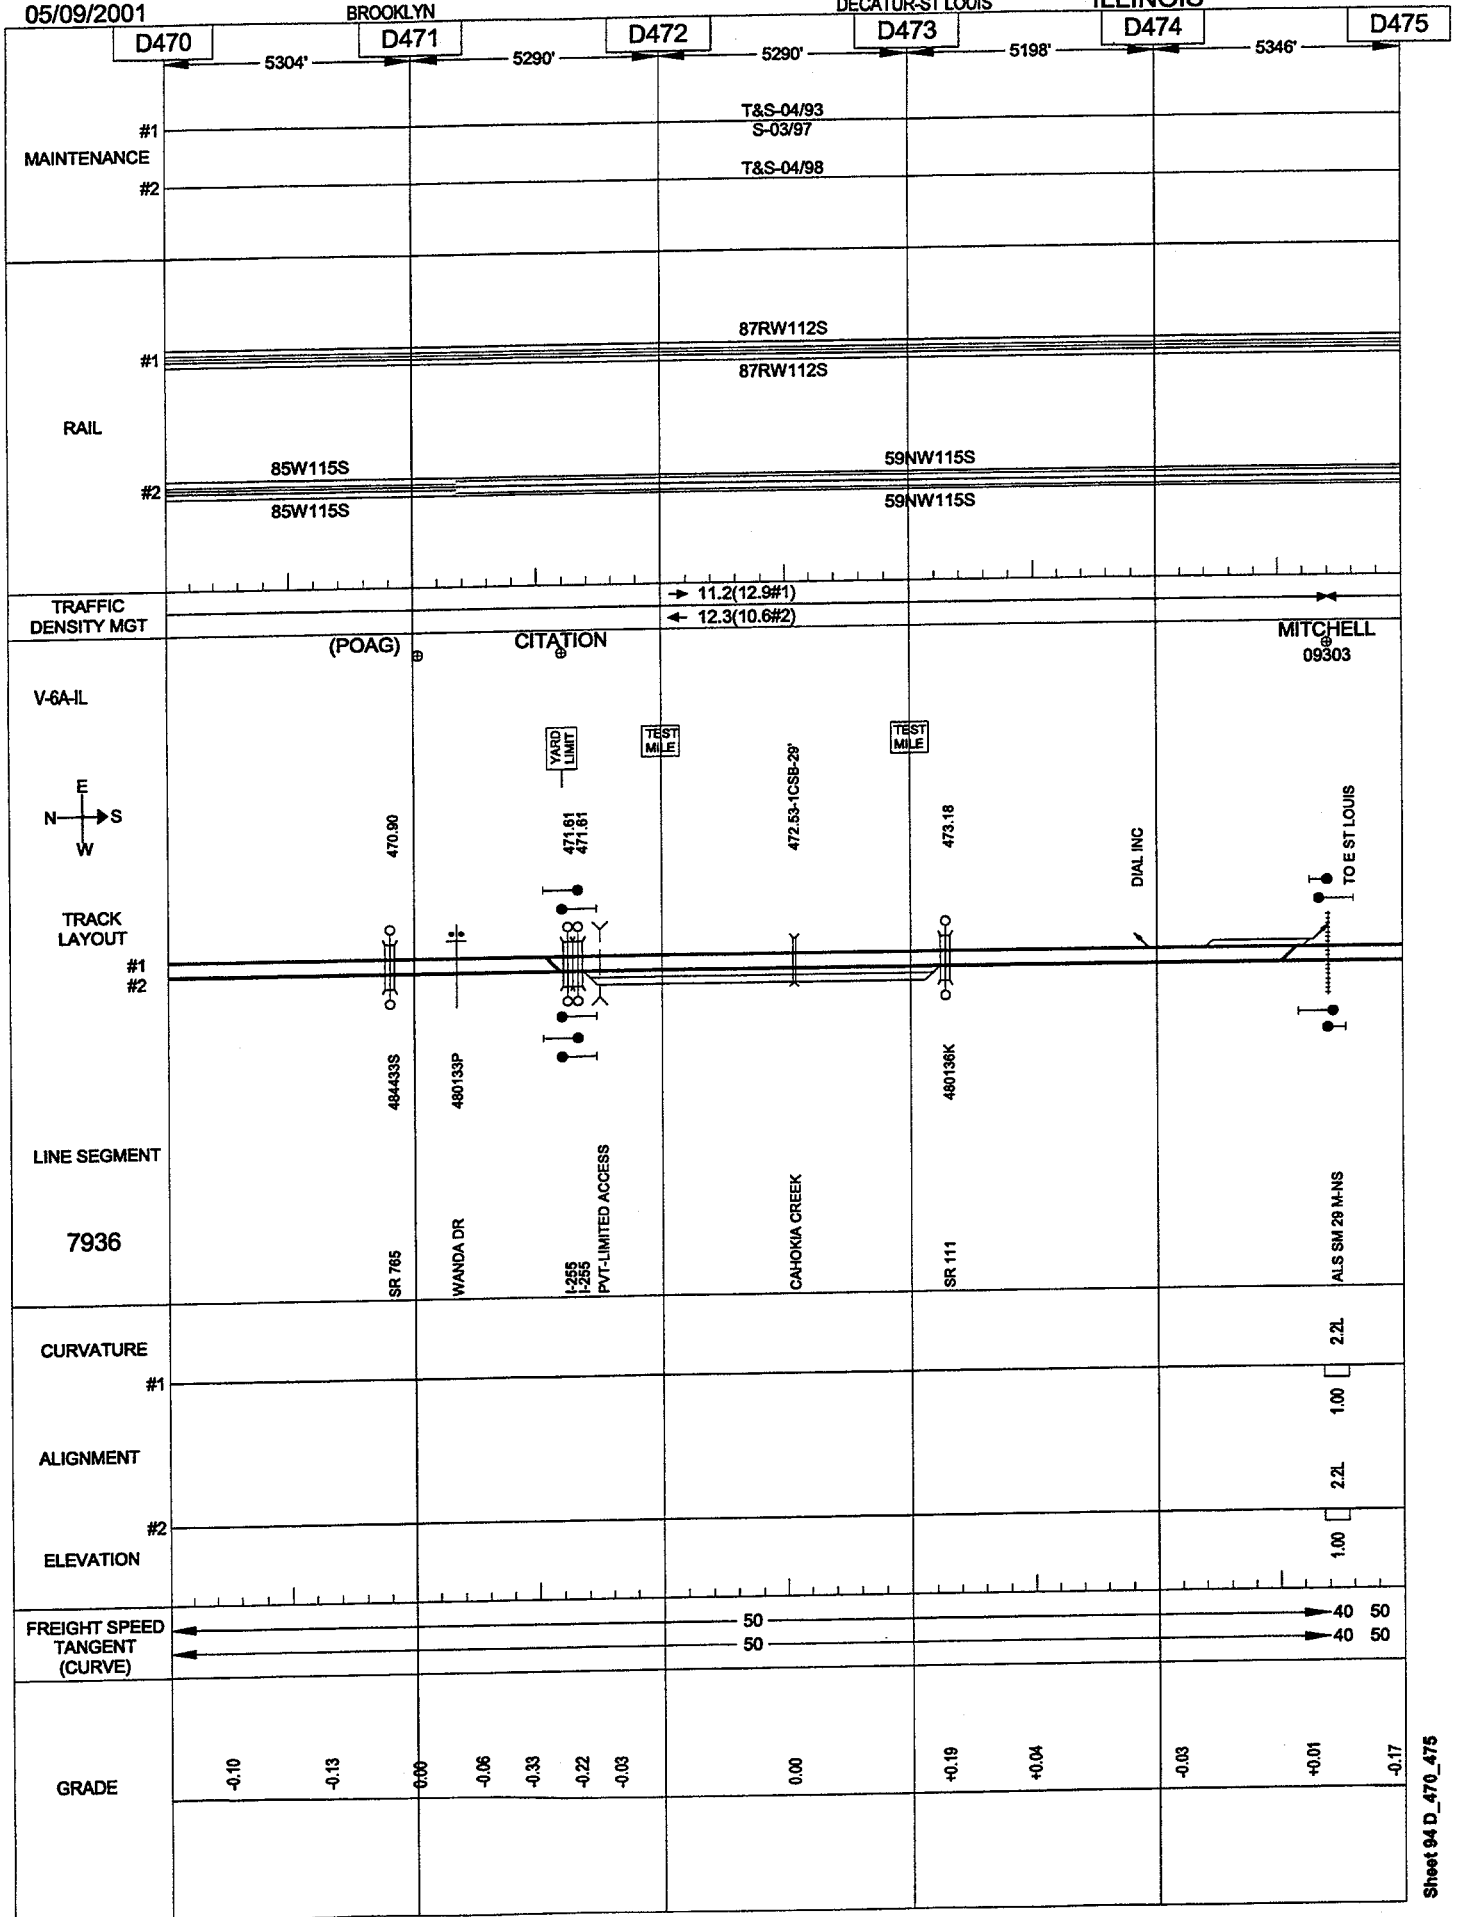 05/09/2001
BROOKLYN
DECATUR-ST LOUIS
ILLINOIS
D470
D471
D472
D473
D474
D475
5304'
5290'
5290'
5198'
5346'
MAINTENANCE
#1
T&S-04/93
S-03/97
#2
T&S-04/98
RAIL
#1
87RW112S
87RW112S
#2
85W115S
85W115S
59NW115S
59NW115S
TRAFFIC
DENSITY MGT
11.2(12.9#1)
12.3(10.6#2)
(POAG)
CITATION
MITCHELL
09303
V-6A-IL
E
N
S
W
YARD
LIMIT
TEST
MILE
TEST
MILE
470.90
471.61
471.61
472.53-1CSB-29'
473.18
DIAL INC
TO E ST LOUIS
TRACK
LAYOUT
#1
#2
484433S
480133P
480136K
LINE SEGMENT
7936
SR 765
WANDA DR
I-255
I-255
PVT-LIMITED ACCESS
CAHOKIA CREEK
SR 111
ALS SM 29 M-NS
CURVATURE
#1
2.2L
1.00
ALIGNMENT
#2
2.2L
1.00
ELEVATION
FREIGHT SPEED
TANGENT
(CURVE)
50
40 50
50
40 50
GRADE
-0.10
-0.13
0.00
-0.06
-0.33
-0.22
-0.03
0.00
+0.19
+0.04
-0.03
+0.01
-0.17
Sheet 94 D_470_475